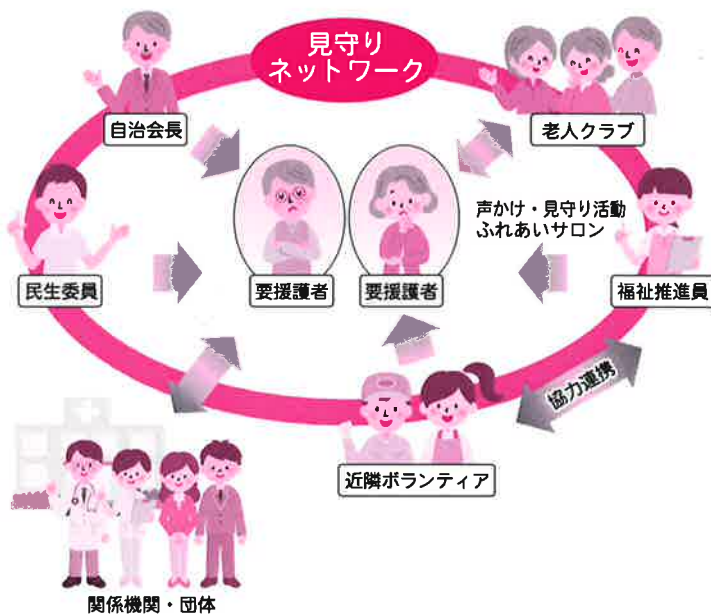 見守り
ネットワーク
自治会長
老人クラブ
声かけ・見守り活動
ふれあいサロン
民生委員
要援護者
要援護者
福祉推進員
協力連携
近隣ボランティア
関係機関・団体